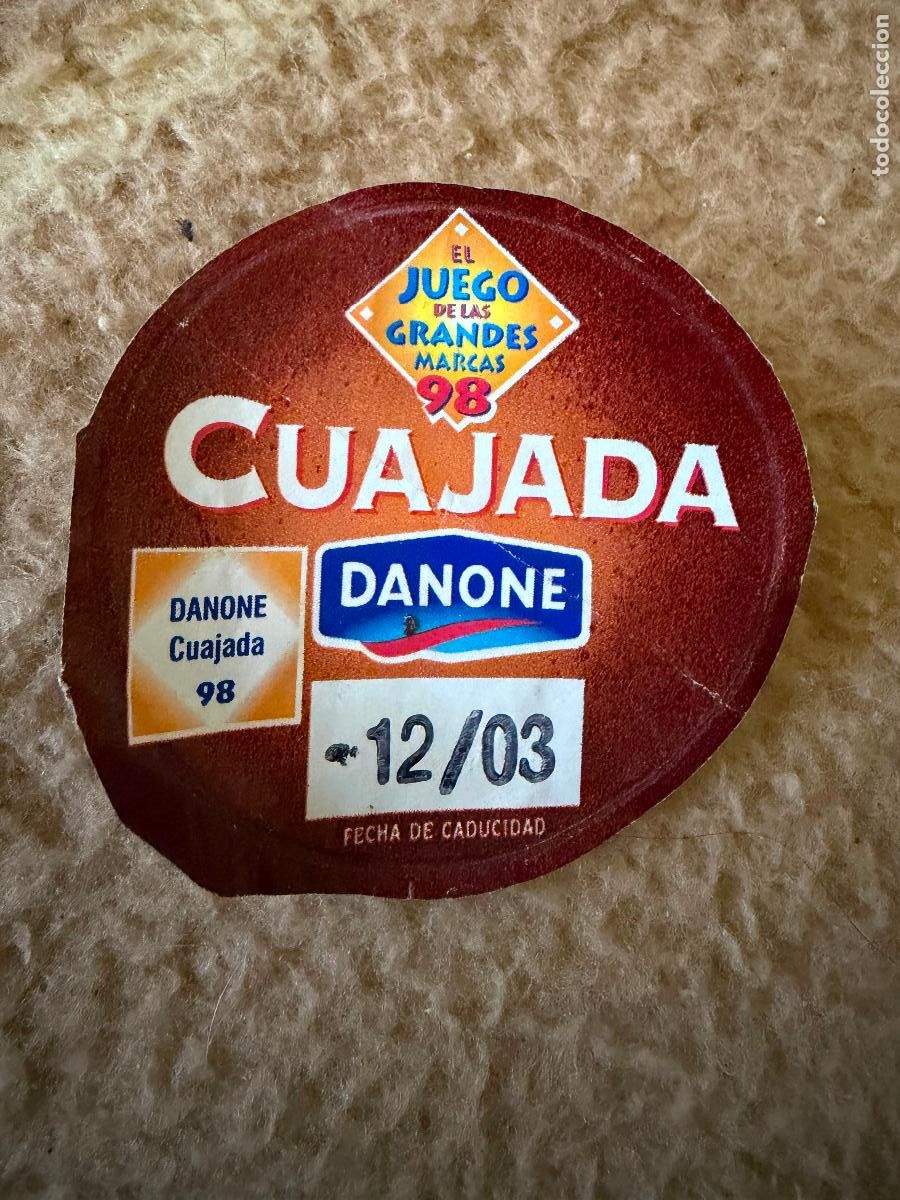 EL
JUEGO
DE LAS
GRANDES
MARCAS
98
CUAJADA
DANONE
DANONE
Cuajada
98
-12/03
FECHA DE CADUCIDAD
todocoleccion